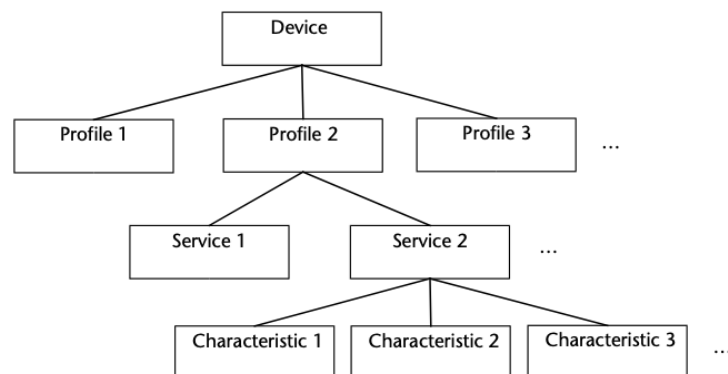 Device
Profile 1
Profile 2
Profile 3
...
Service 1
Service 2
...
Characteristic 1
Characteristic 2
Characteristic 3
...